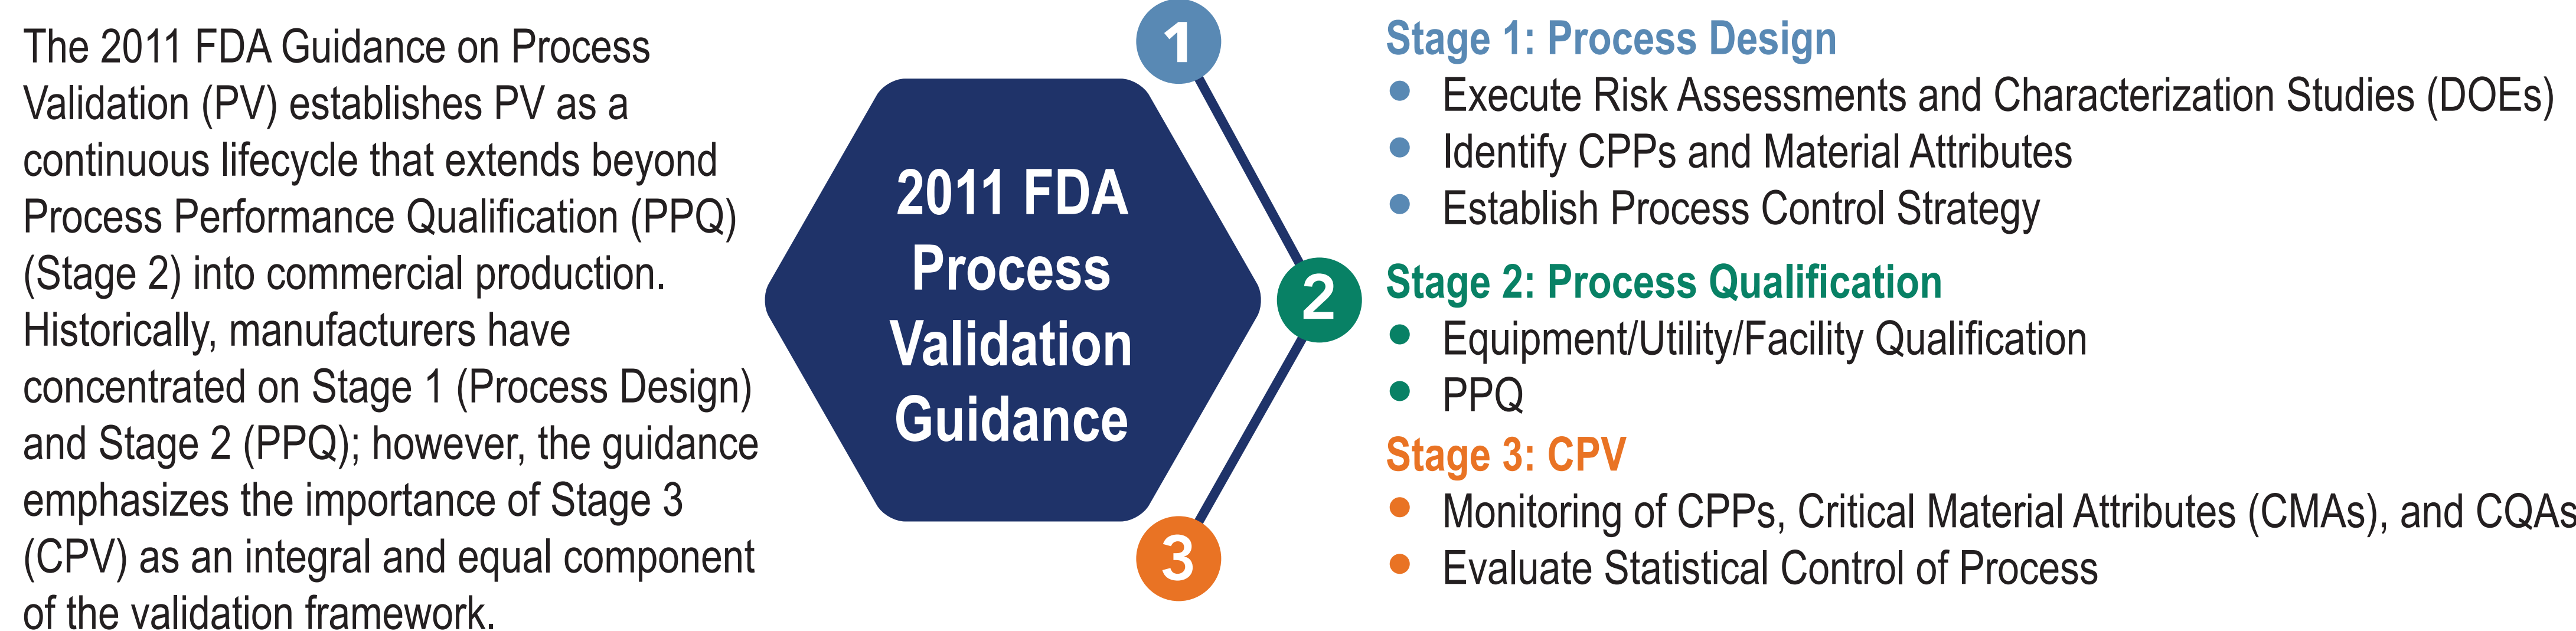 The 2011 FDA Guidance on Process
Validation (PV) establishes PV as a
continuous lifecycle that extends beyond
Process Performance Qualification (PPQ)
(Stage 2) into commercial production.
Historically, manufacturers have
concentrated on Stage 1 (Process Design)
and Stage 2 (PPQ); however, the guidance
emphasizes the importance of Stage 3
(CPV) as an integral and equal component
of the validation framework.
2011 FDA
Process
Validation
Guidance
1
2
3
Stage 1: Process Design
• Execute Risk Assessments and Characterization Studies (DOEs)
• Identify CPPs and Material Attributes
• Establish Process Control Strategy
Stage 2: Process Qualification
• Equipment/Utility/Facility Qualification
• PPQ
Stage 3: CPV
• Monitoring of CPPs, Critical Material Attributes (CMAs), and CQAs
• Evaluate Statistical Control of Process